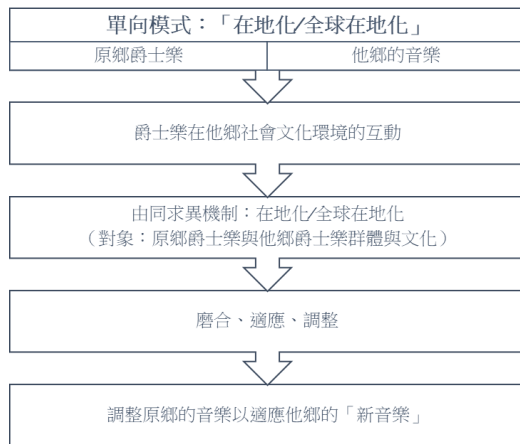 單向模式：「在地化/全球在地化」
原鄉爵士樂
他鄉的音樂
爵士樂在他鄉社會文化環境的互動
由同求異機制：在地化/全球在地化
（對象：原鄉爵士樂與他鄉爵士樂群體與文化）
磨合、適應、調整
調整原鄉的音樂以適應他鄉的「新音樂」